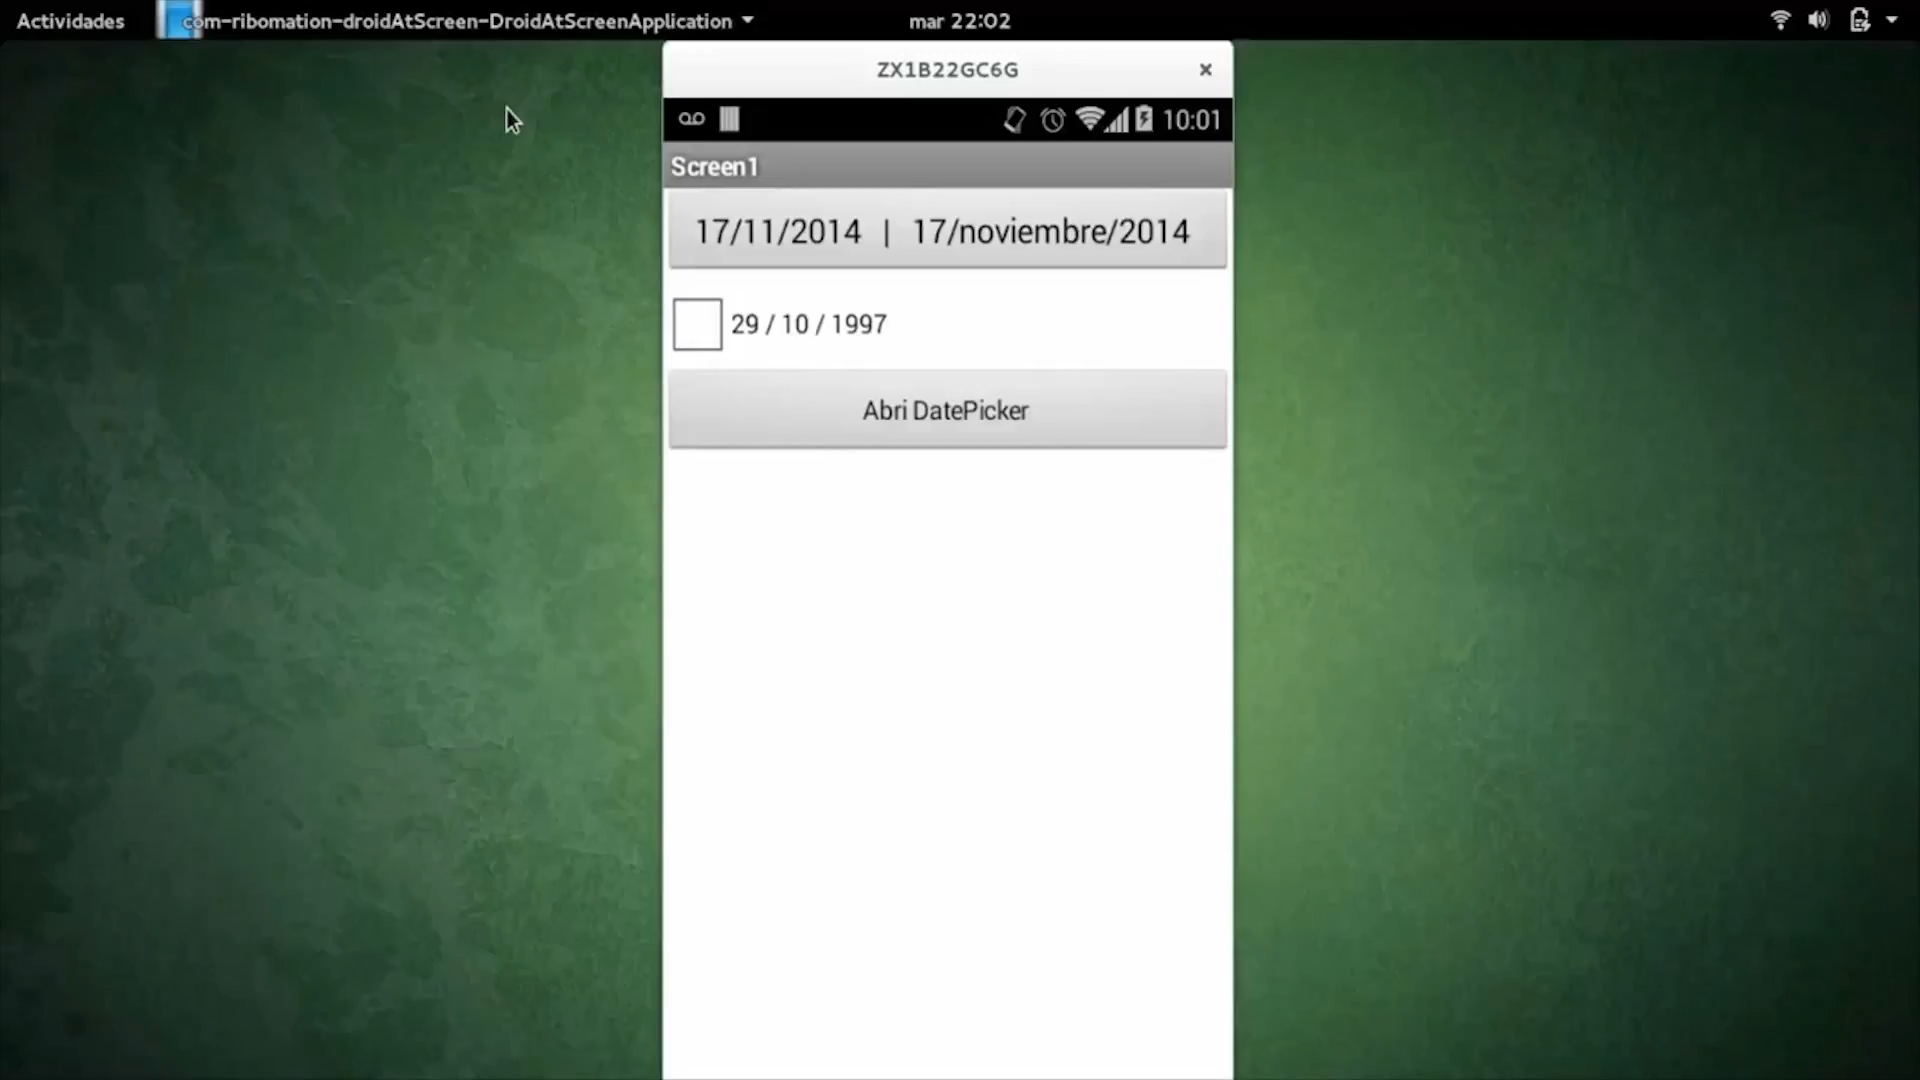 Actividades com-ribomation-droidAtScreen-DroidAtScreenApplication mar 22:02
ZX1B22GC6G ×
10:01
Screen1
17/11/2014 | 17/noviembre/2014
29 / 10 / 1997
Abri DatePicker